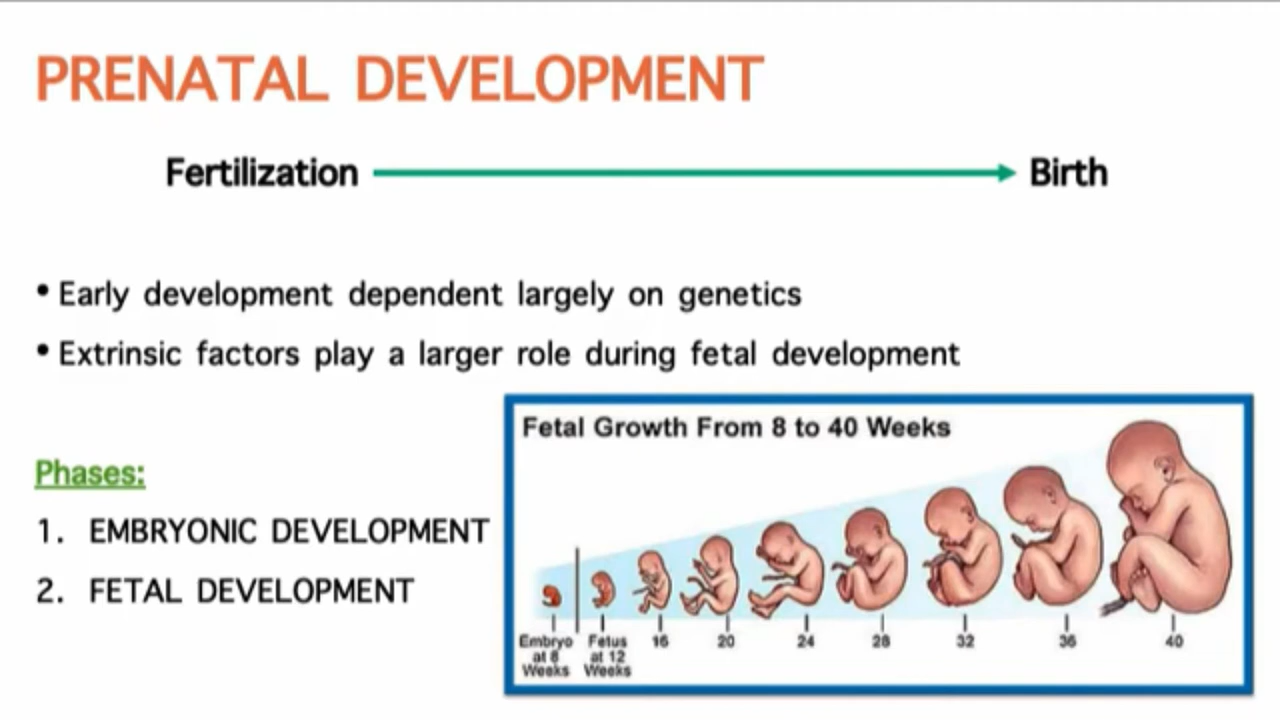 PRENATAL DEVELOPMENT
Fertilization Birth
• Early development dependent largely on genetics
• Extrinsic factors play a larger role during fetal development
Phases:
1. EMBRYONIC DEVELOPMENT
2. FETAL DEVELOPMENT
Fetal Growth From 8 to 40 Weeks
Embryo at 8 Weeks
Fetus at 12 Weeks
16 20 24 28 32 36 40